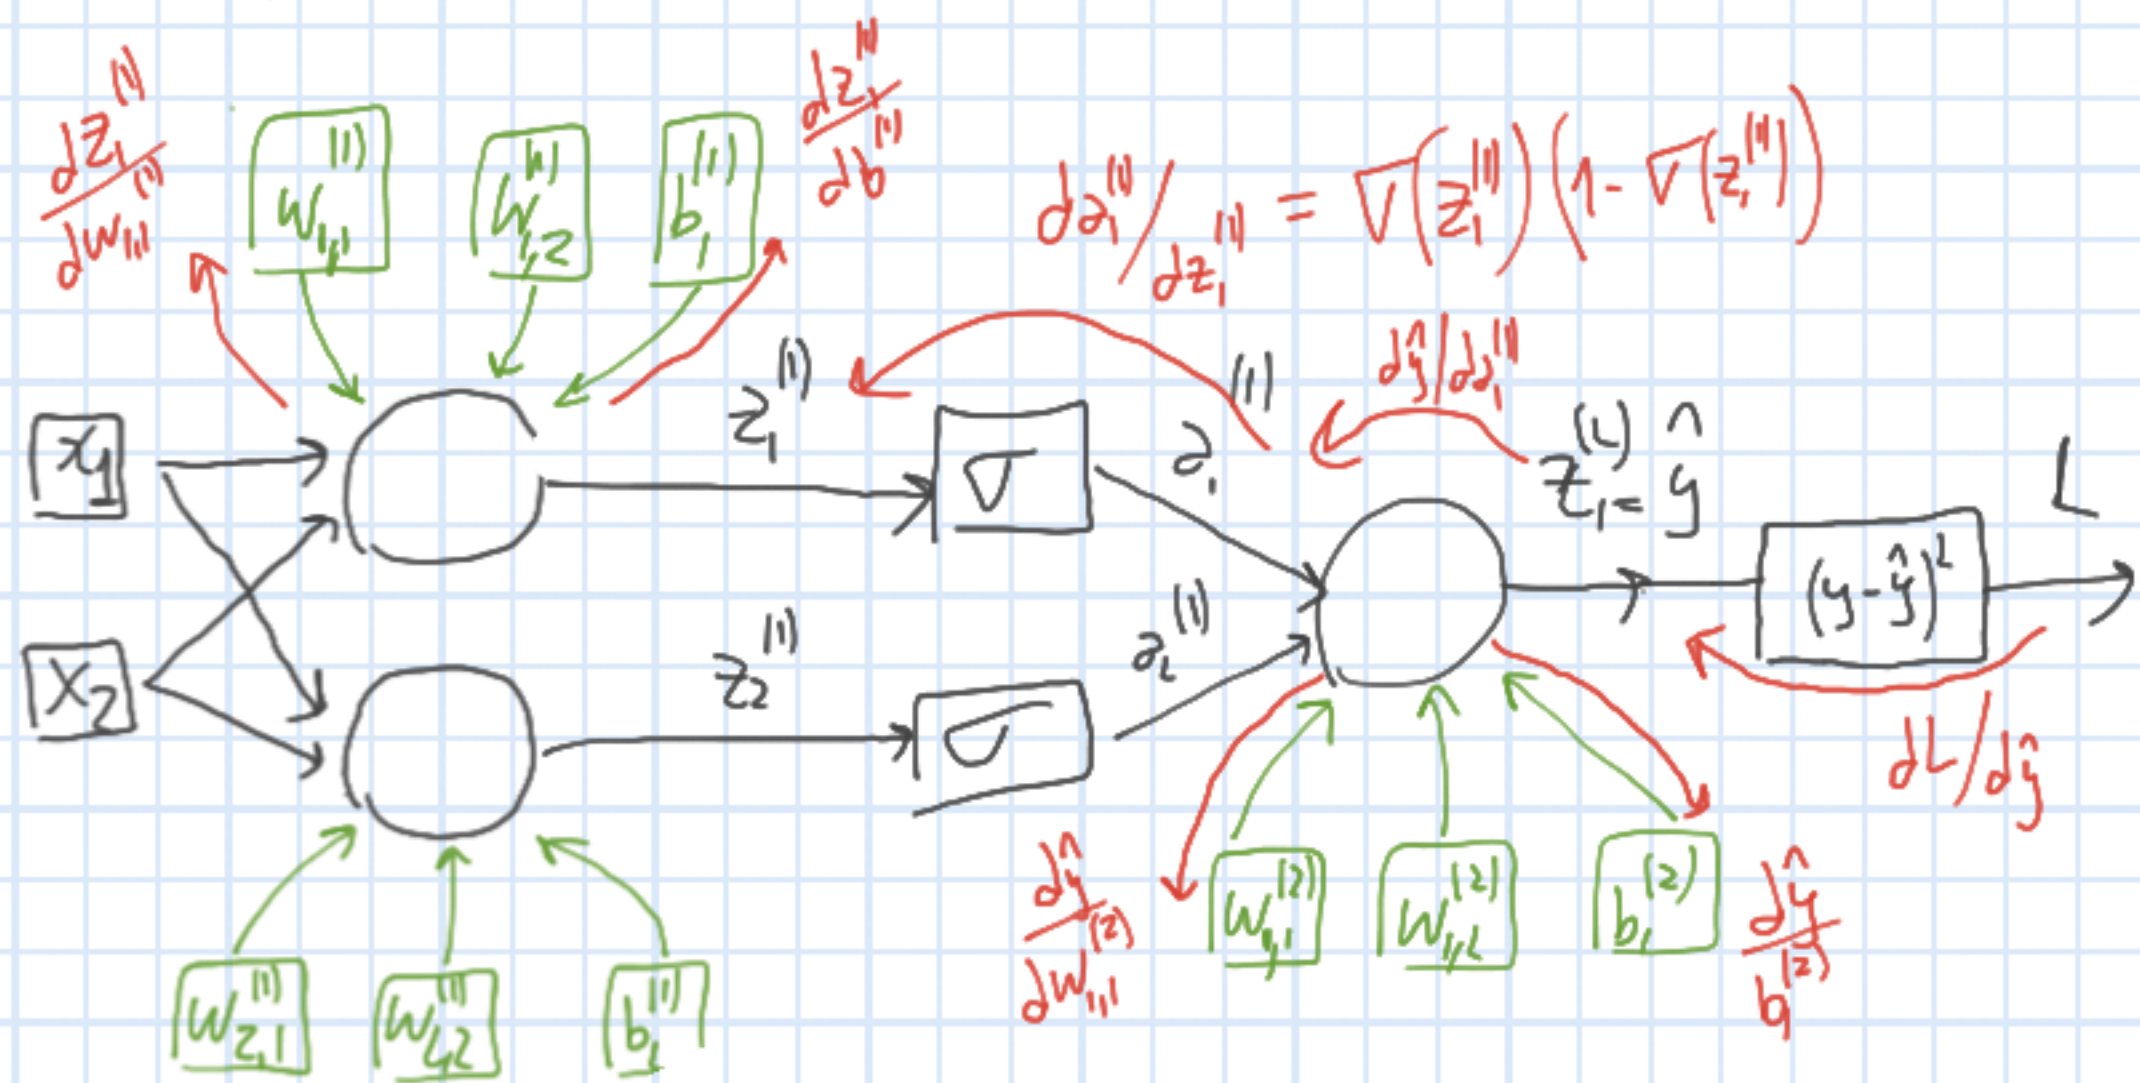 dz₁⁽¹⁾/dw₁,₁⁽¹⁾
w₁,₁⁽¹⁾
w₁,₂⁽¹⁾
b₁⁽¹⁾
dz₁⁽¹⁾/db⁽¹⁾
da₁⁽¹⁾/dz₁⁽¹⁾ = σ(z₁⁽¹⁾)(1-σ(z₁⁽¹⁾))
x₁
z₁⁽¹⁾
σ
a₁⁽¹⁾
dŷ/da₁⁽¹⁾
z₁⁽²⁾= ŷ
(y-ŷ)²
L
x₂
z₂⁽¹⁾
σ
a₂⁽¹⁾
dL/dŷ
dŷ/dw₁,₁⁽²⁾
w₁,₁⁽²⁾
w₁,₂⁽²⁾
b₁⁽²⁾
dŷ/b₁⁽²⁾
w₂,₁⁽¹⁾
w₂,₂⁽¹⁾
b₂⁽¹⁾